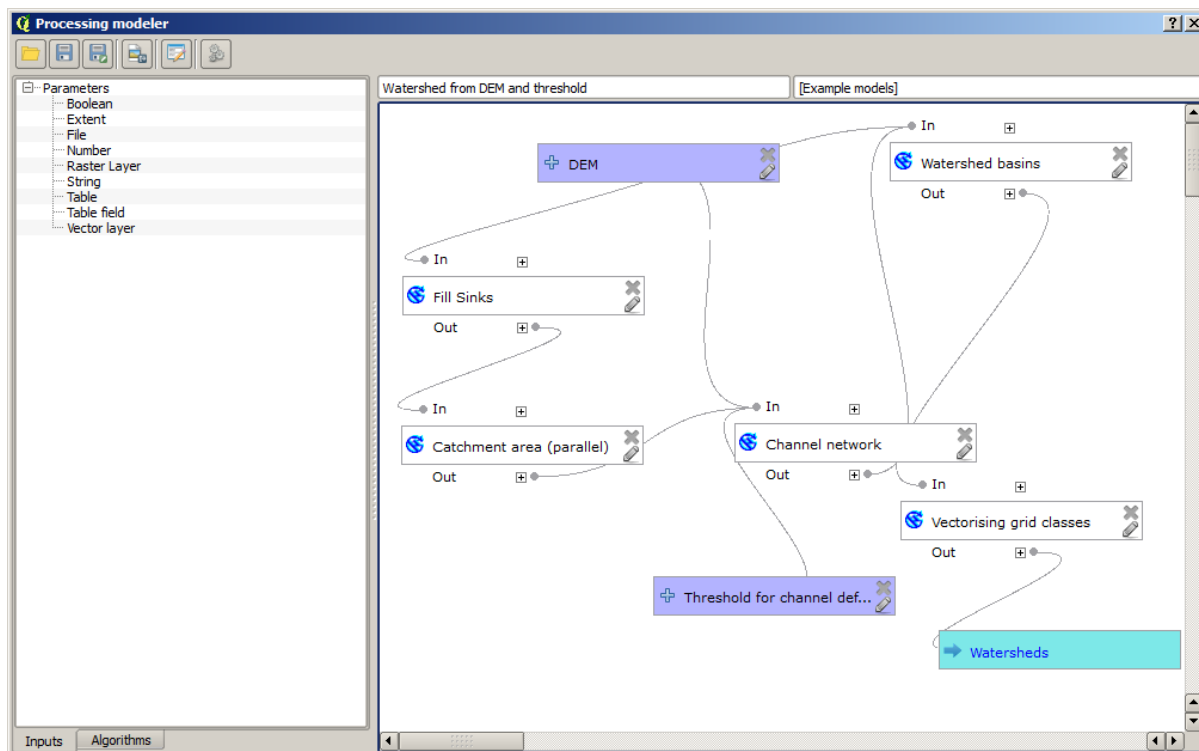 Processing modeler
Parameters
Boolean
Extent
File
Number
Raster Layer
String
Table
Table field
Vector layer
Inputs
Algorithms
Watershed from DEM and threshold
[Example models]
DEM
In
Watershed basins
Out
In
Fill Sinks
Out
In
Catchment area (parallel)
Out
In
Channel network
Out
In
Vectorising grid classes
Out
Threshold for channel def...
Watersheds